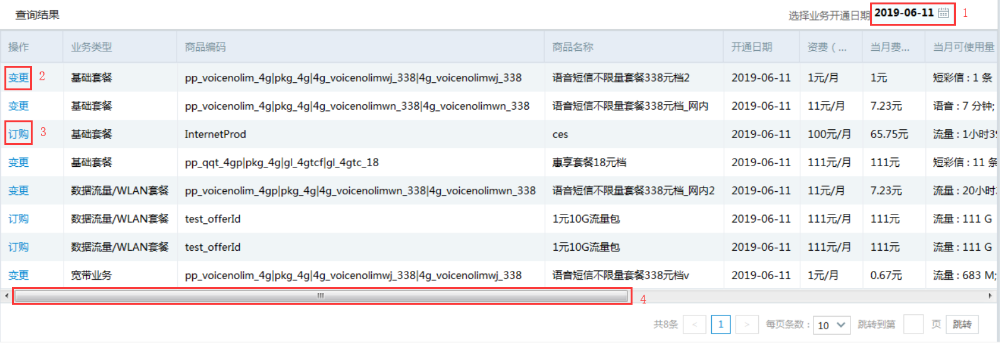 查询结果 选择业务开通日期 2019-06-11 1
操作 业务类型 商品编码 商品名称 开通日期 资费（... 当月费... 当月可使用量
变更 2 基础套餐 pp_voicenolim_4g|pkg_4g|4g_voicenolimwj_338|4g_voicenolimwj_338 语音短信不限量套餐338元档2 2019-06-11 1元/月 1元 短彩信：1 条
变更 基础套餐 pp_voicenolim_4g|pkg_4g|4g_voicenolimwn_338|4g_voicenolimwn_338 语音短信不限量套餐338元档_网内 2019-06-11 11元/月 7.23元 语音：7 分钟;
订购 3 基础套餐 InternetProd ces 2019-06-11 100元/月 65.75元 流量：1小时39
变更 基础套餐 pp_qqt_4gp|pkg_4g|gl_4gtcf|gl_4gtc_18 惠享套餐18元档 2019-06-11 111元/月 111元 短彩信：11 条
变更 数据流量/WLAN套餐 pp_voicenolim_4gp|pkg_4g|4g_voicenolimwn_338|4g_voicenolimwn_338 语音短信不限量套餐338元档_网内2 2019-06-11 11元/月 7.23元 流量：20小时
订购 数据流量/WLAN套餐 test_offerId 1元10G流量包 2019-06-11 111元/月 111元 流量：111 G
订购 数据流量/WLAN套餐 test_offerId 1元10G流量包 2019-06-11 111元/月 111元 流量：111 G
变更 宽带业务 pp_voicenolim_4g|pkg_4g|4g_voicenolimwj_338|4g_voicenolimwj_338 语音短信不限量套餐338元档v 2019-06-11 1元/月 0.67元 流量：683 M;
4
共8条 < 1 > 每页条数： 10 跳转到第 页 跳转